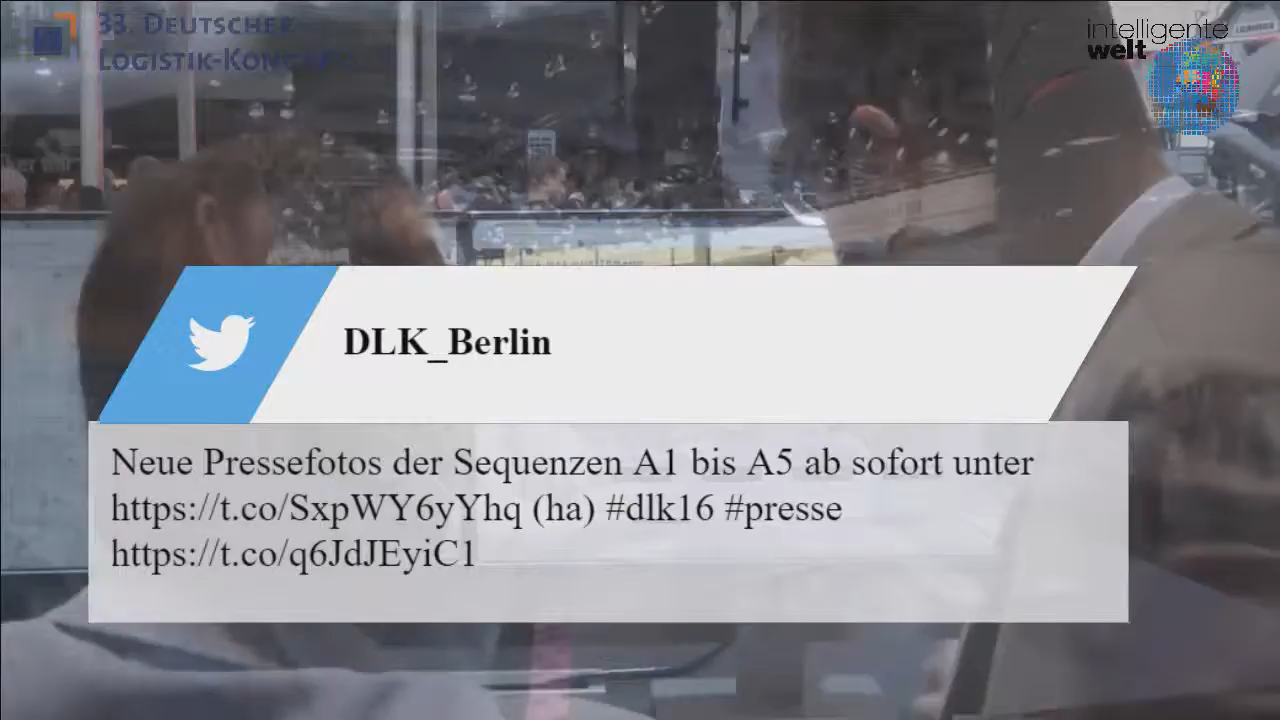 33. DEUTSCHER
LOGISTIK-KONGRESS
intelligente
welt
DLK_Berlin
Neue Pressefotos der Sequenzen A1 bis A5 ab sofort unter
https://t.co/SxpWY6yYhq (ha) #dlk16 #presse
https://t.co/q6JdJEyiC1